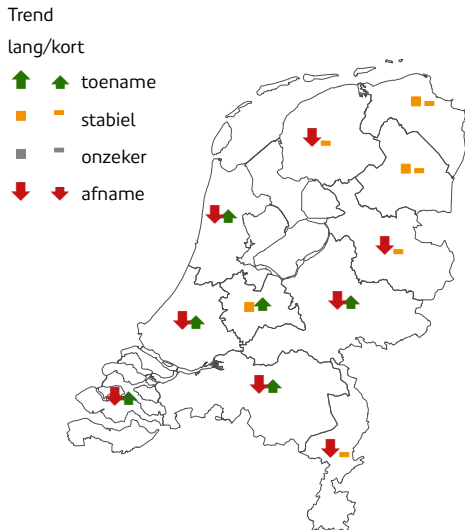 Trend
lang/kort
toename
stabiel
onzeker
afname